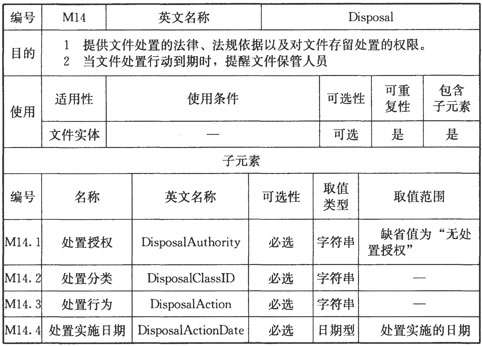 编号 M14 英文名称 Disposal
目的 1 提供文件处置的法律、法规依据以及对文件存留处置的权限。
2 当文件处置行动到期时，提醒文件保管人员
使用 适用性 使用条件 可选性 可重复性 包含子元素
文件实体 — 可选 是 是
子元素
编号 名称 英文名称 可选性 取值类型 取值范围
M14.1 处置授权 DisposalAuthority 必选 字符串 缺省值为“无处置授权”
M14.2 处置分类 DisposalClassID 必选 字符串 —
M14.3 处置行为 DisposalAction 必选 字符串 —
M14.4 处置实施日期 DisposalActionDate 必选 日期型 处置实施的日期